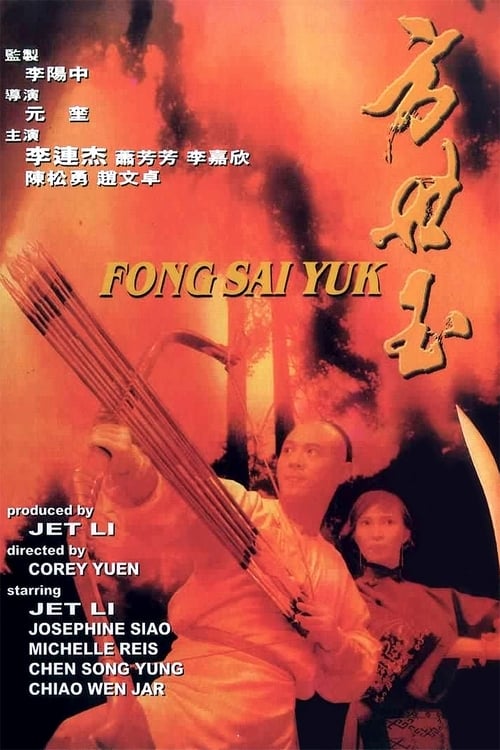 監製
李陽中
導演
元 奎
主演
李連杰 蕭芳芳 李嘉欣
陳松勇 趙文卓
方世玉
FONG SAI YUK
produced by
JET LI
directed by
COREY YUEN
starring
JET LI
JOSEPHINE SIAO
MICHELLE REIS
CHEN SONG YUNG
CHIAO WEN JAR